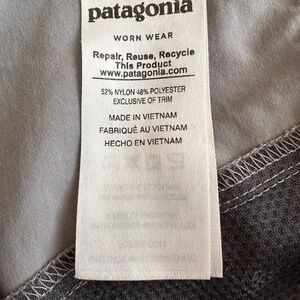 patagonia
WORN WEAR
Repair, Reuse, Recycle
This Product
www.patagonia.com
52% NYLON 48% POLYESTER
EXCLUSIVE OF TRIM
MADE IN VIETNAM
FABRIQUÉ AU VIETNAM
HECHO EN VIETNAM